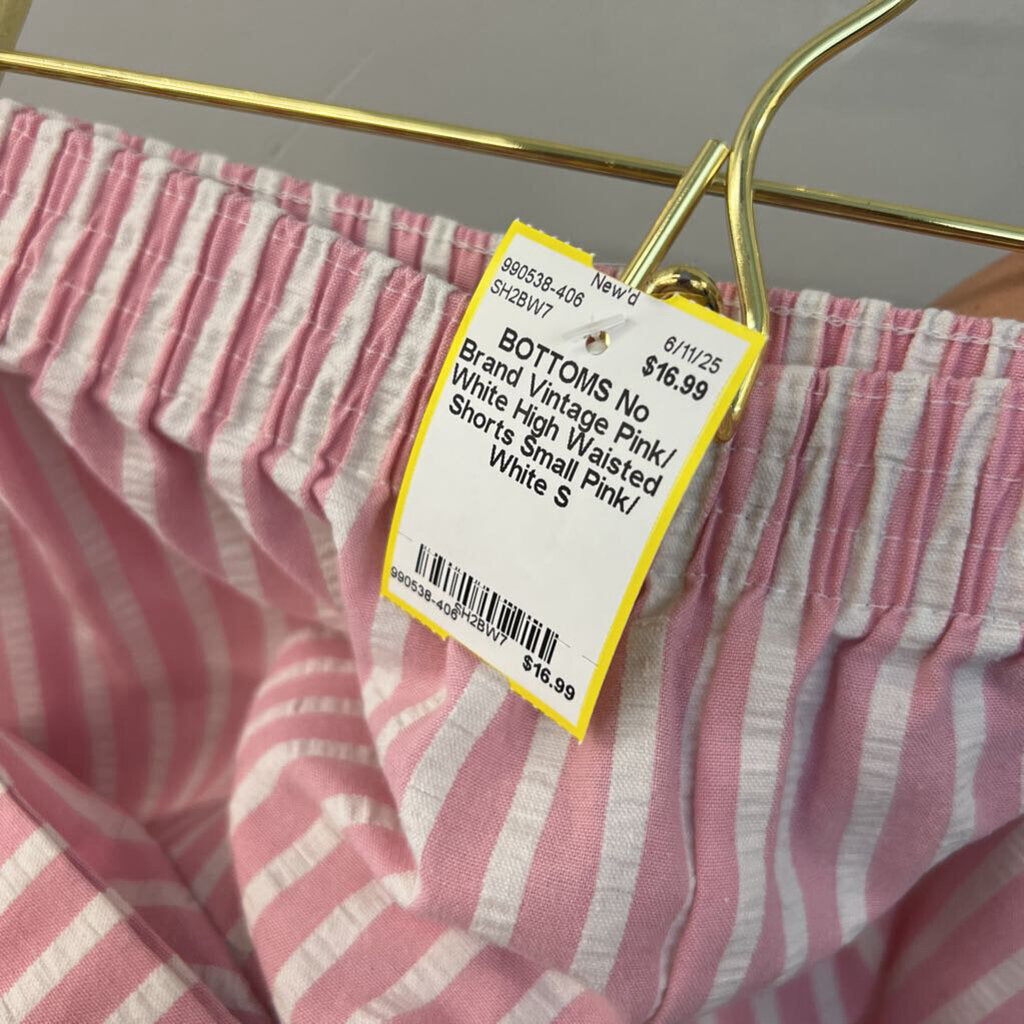 990538-406 New'd
SH2BW7 6/11/25
$16.99
BOTTOMS No
Brand Vintage Pink/
White High Waisted
Shorts Small Pink/
White S
990538-406 SH2BW7
$16.99